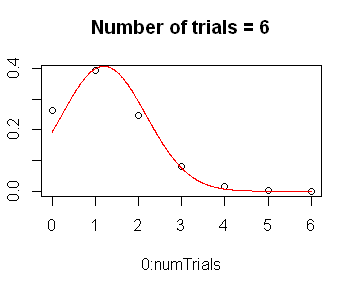 Number of trials = 6
0.4
0.2
0.0
0 1 2 3 4 5 6
0:numTrials